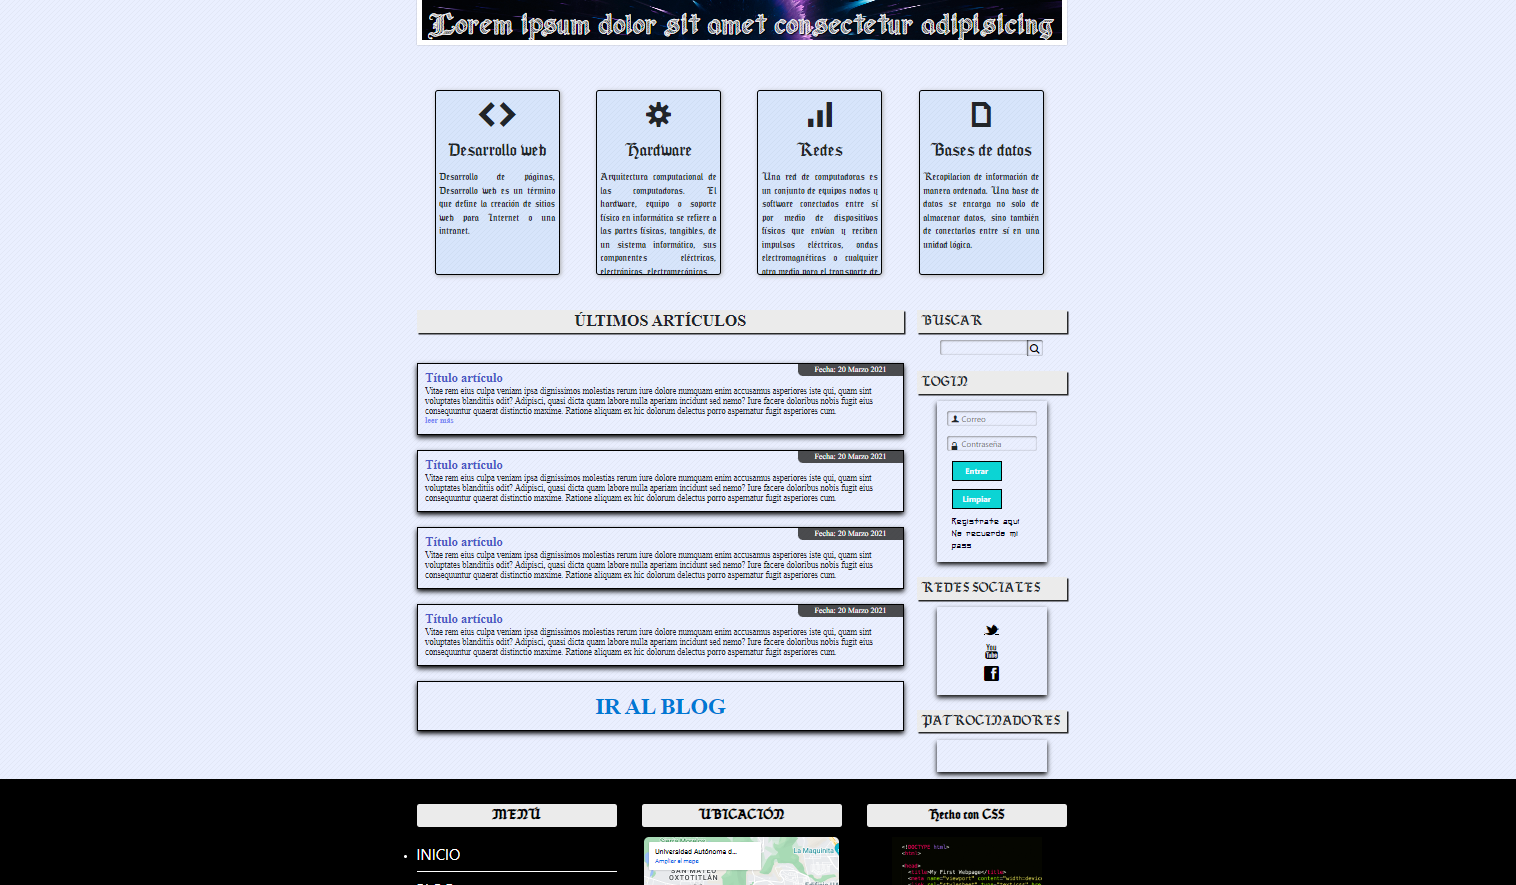 Lorem ipsum dolor sit amet consectetur adipisicing
Desarrollo web
Desarrollo de páginas,
Desarrollo web es un término
que define la creación de sitios
web para Internet o una
intranet.
Hardware
Arquitectura computacional de
las computadoras. El
hardware, equipo o soporte
físico en informática se refiere a
las partes físicas, tangibles, de
un sistema informático, sus
componentes eléctricos,
electrónicos, electromecánicos.
Redes
Una red de computadoras es
un conjunto de equipos nodos y
software conectados entre sí
por medio de dispositivos
físicos que envían y reciben
impulsos eléctricos, ondas
electromagnéticas o cualquier
otro medio para el transporte de
Bases de datos
Recopilacion de información de
manera ordenada. Una base de
datos se encarga no solo de
almacenar datos, sino también
de conectarlos entre sí en una
unidad lógica.
ÚLTIMOS ARTÍCULOS
Fecha: 20 Marzo 2021
Título artículo
Vitae rem eius culpa veniam ipsa dignissimos molestias rerum iure dolore numquam enim accusamus asperiores iste qui, quam sint
voluptates blanditiis odit? Adipisci, quasi dicta quam labore nulla aperiam incidunt sed nemo? Iure facere doloribus nobis fugit eius
consequuntur quaerat distinctio maxime. Ratione aliquam ex hic dolorum delectus porro aspernatur fugit asperiores cum.
leer más
Fecha: 20 Marzo 2021
Título artículo
Vitae rem eius culpa veniam ipsa dignissimos molestias rerum iure dolore numquam enim accusamus asperiores iste qui, quam sint
voluptates blanditiis odit? Adipisci, quasi dicta quam labore nulla aperiam incidunt sed nemo? Iure facere doloribus nobis fugit eius
consequuntur quaerat distinctio maxime. Ratione aliquam ex hic dolorum delectus porro aspernatur fugit asperiores cum.
Fecha: 20 Marzo 2021
Título artículo
Vitae rem eius culpa veniam ipsa dignissimos molestias rerum iure dolore numquam enim accusamus asperiores iste qui, quam sint
voluptates blanditiis odit? Adipisci, quasi dicta quam labore nulla aperiam incidunt sed nemo? Iure facere doloribus nobis fugit eius
consequuntur quaerat distinctio maxime. Ratione aliquam ex hic dolorum delectus porro aspernatur fugit asperiores cum.
Fecha: 20 Marzo 2021
Título artículo
Vitae rem eius culpa veniam ipsa dignissimos molestias rerum iure dolore numquam enim accusamus asperiores iste qui, quam sint
voluptates blanditiis odit? Adipisci, quasi dicta quam labore nulla aperiam incidunt sed nemo? Iure facere doloribus nobis fugit eius
consequuntur quaerat distinctio maxime. Ratione aliquam ex hic dolorum delectus porro aspernatur fugit asperiores cum.
IR AL BLOG
BUSCAR
LOGIN
Correo
Contraseña
Entrar
Limpiar
Registrate aqui
No recuerdo mi
pass
REDES SOCIALES
You
Tube
PATROCINADORES
MENÚ
INICIO
UBICACIÓN
Universidad Autónoma d...
Ampliar el mapa
La Maquinita
SAN MATEO
OXTOTITLÁN
Hecho con CSS
<!DOCTYPE html>
<html>
<head>
<title>My First Webpage</title>